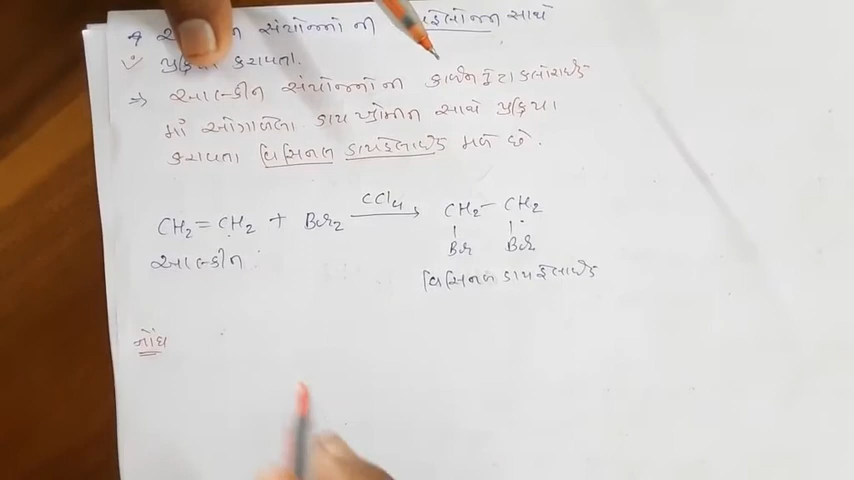 સંયોજનો ની હેલોજન સાથે
પ્રક્રિયા કરાવતા.
⇒ આલ્કીન સંયોજનો ની કાર્બન ટેટ્રા ક્લોરાઈડ
માં ઓગાળેલા ડાય બ્રોમીન સાથે પ્રક્રિયા
કરાવતા વિસિનલ ડાયહેલાઈડ મળે છે.
CH₂=CH₂ + Br₂ —CCl₄→ CH₂–CH₂
Br Br
આલ્કીન
વિસિનલ ડાયહેલાઈડ
નોંધ